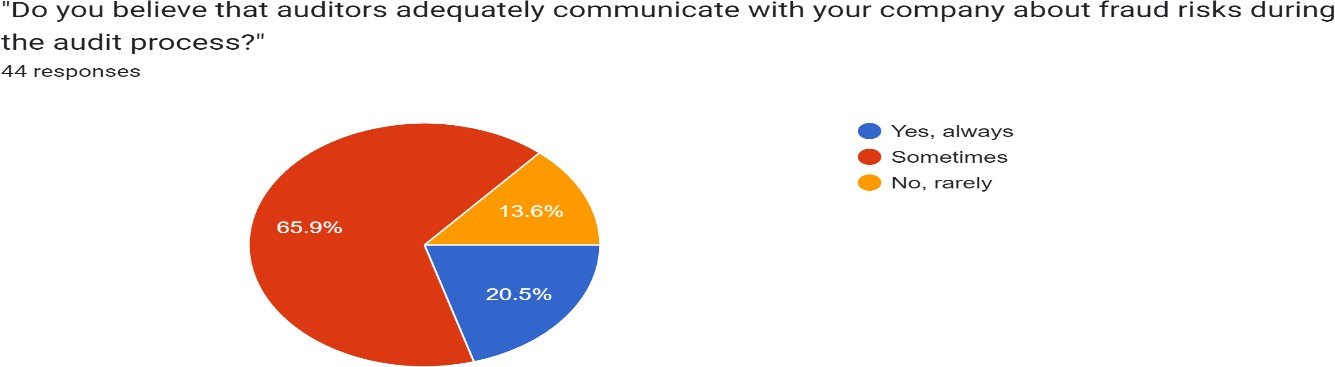 "Do you believe that auditors adequately communicate with your company about fraud risks during
the audit process?"
44 responses
Yes, always
Sometimes
No, rarely
13.6%
65.9%
20.5%